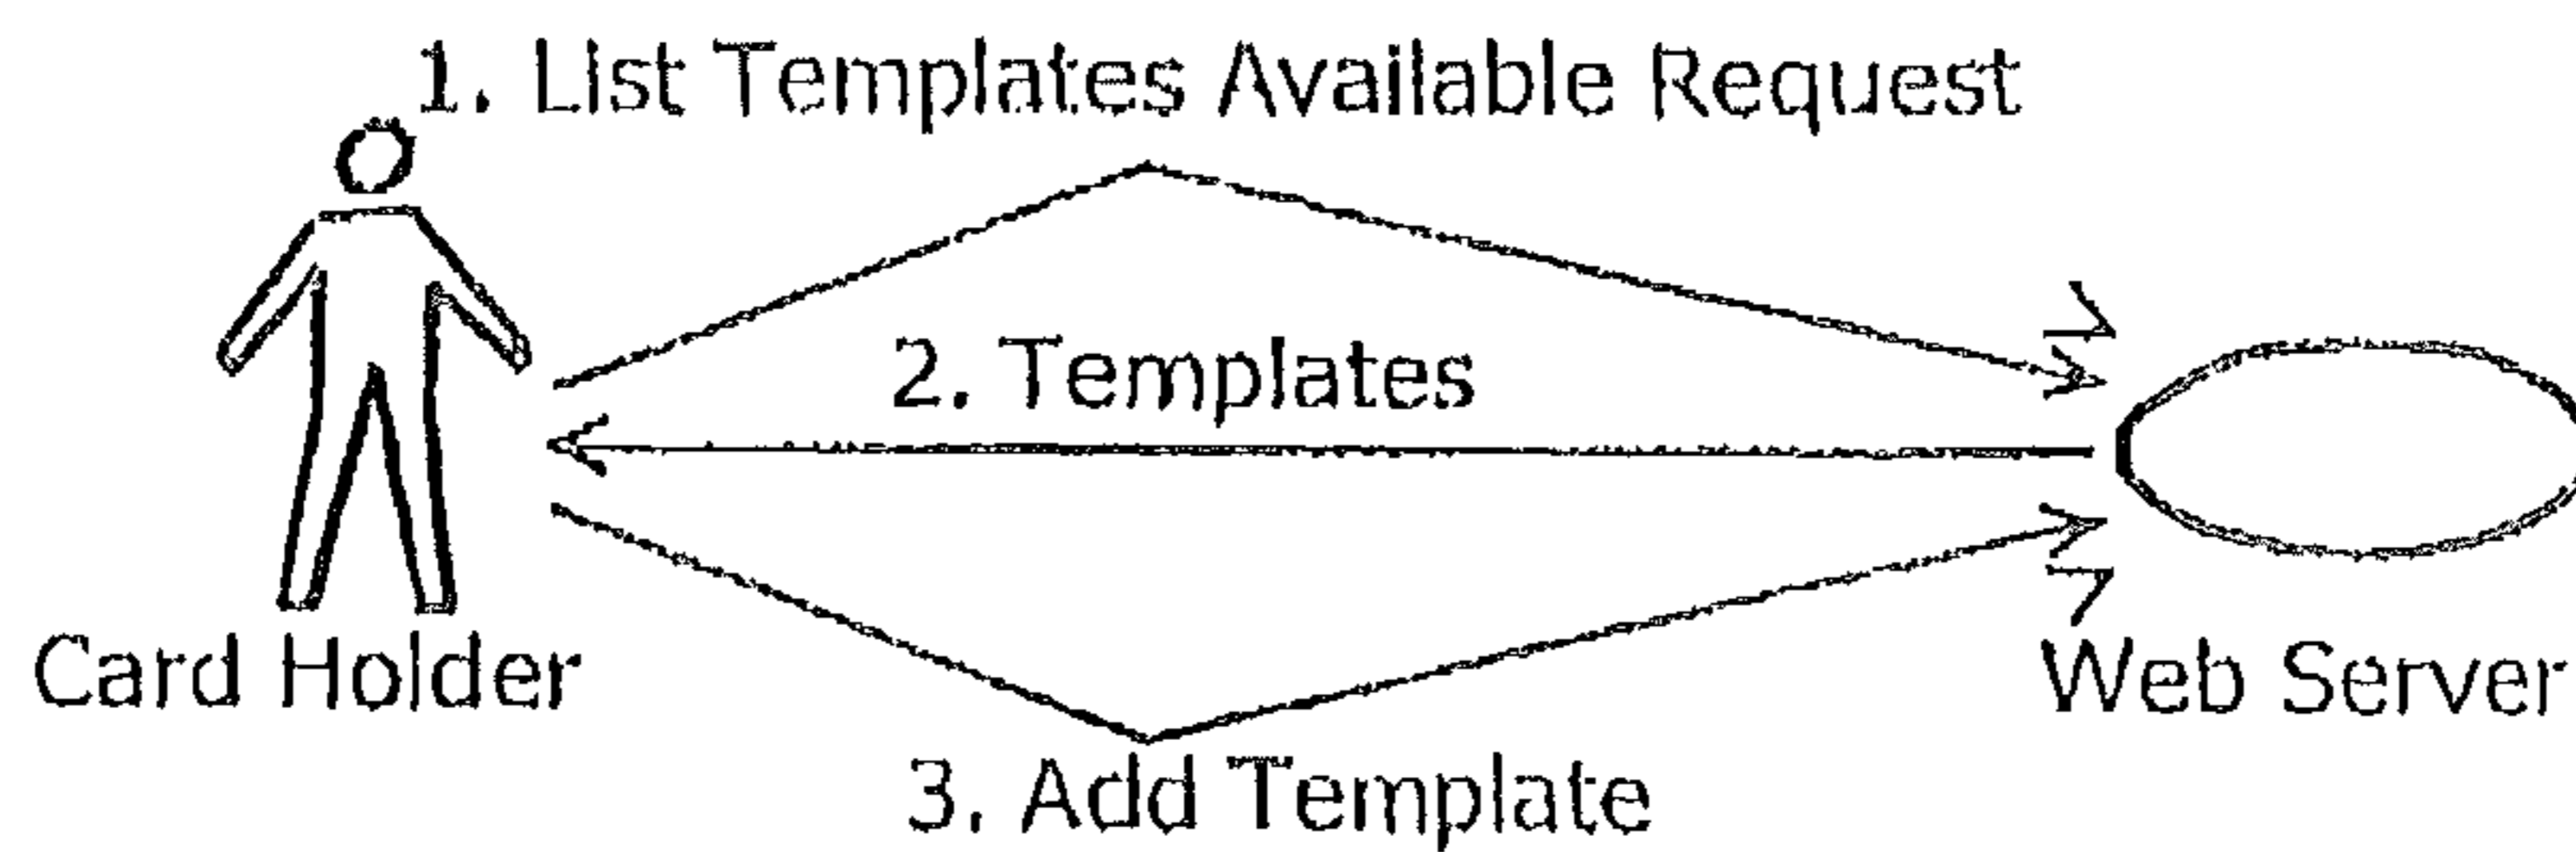 1. List Templates Available Request
2. Templates
Card Holder
Web Server
3. Add Template